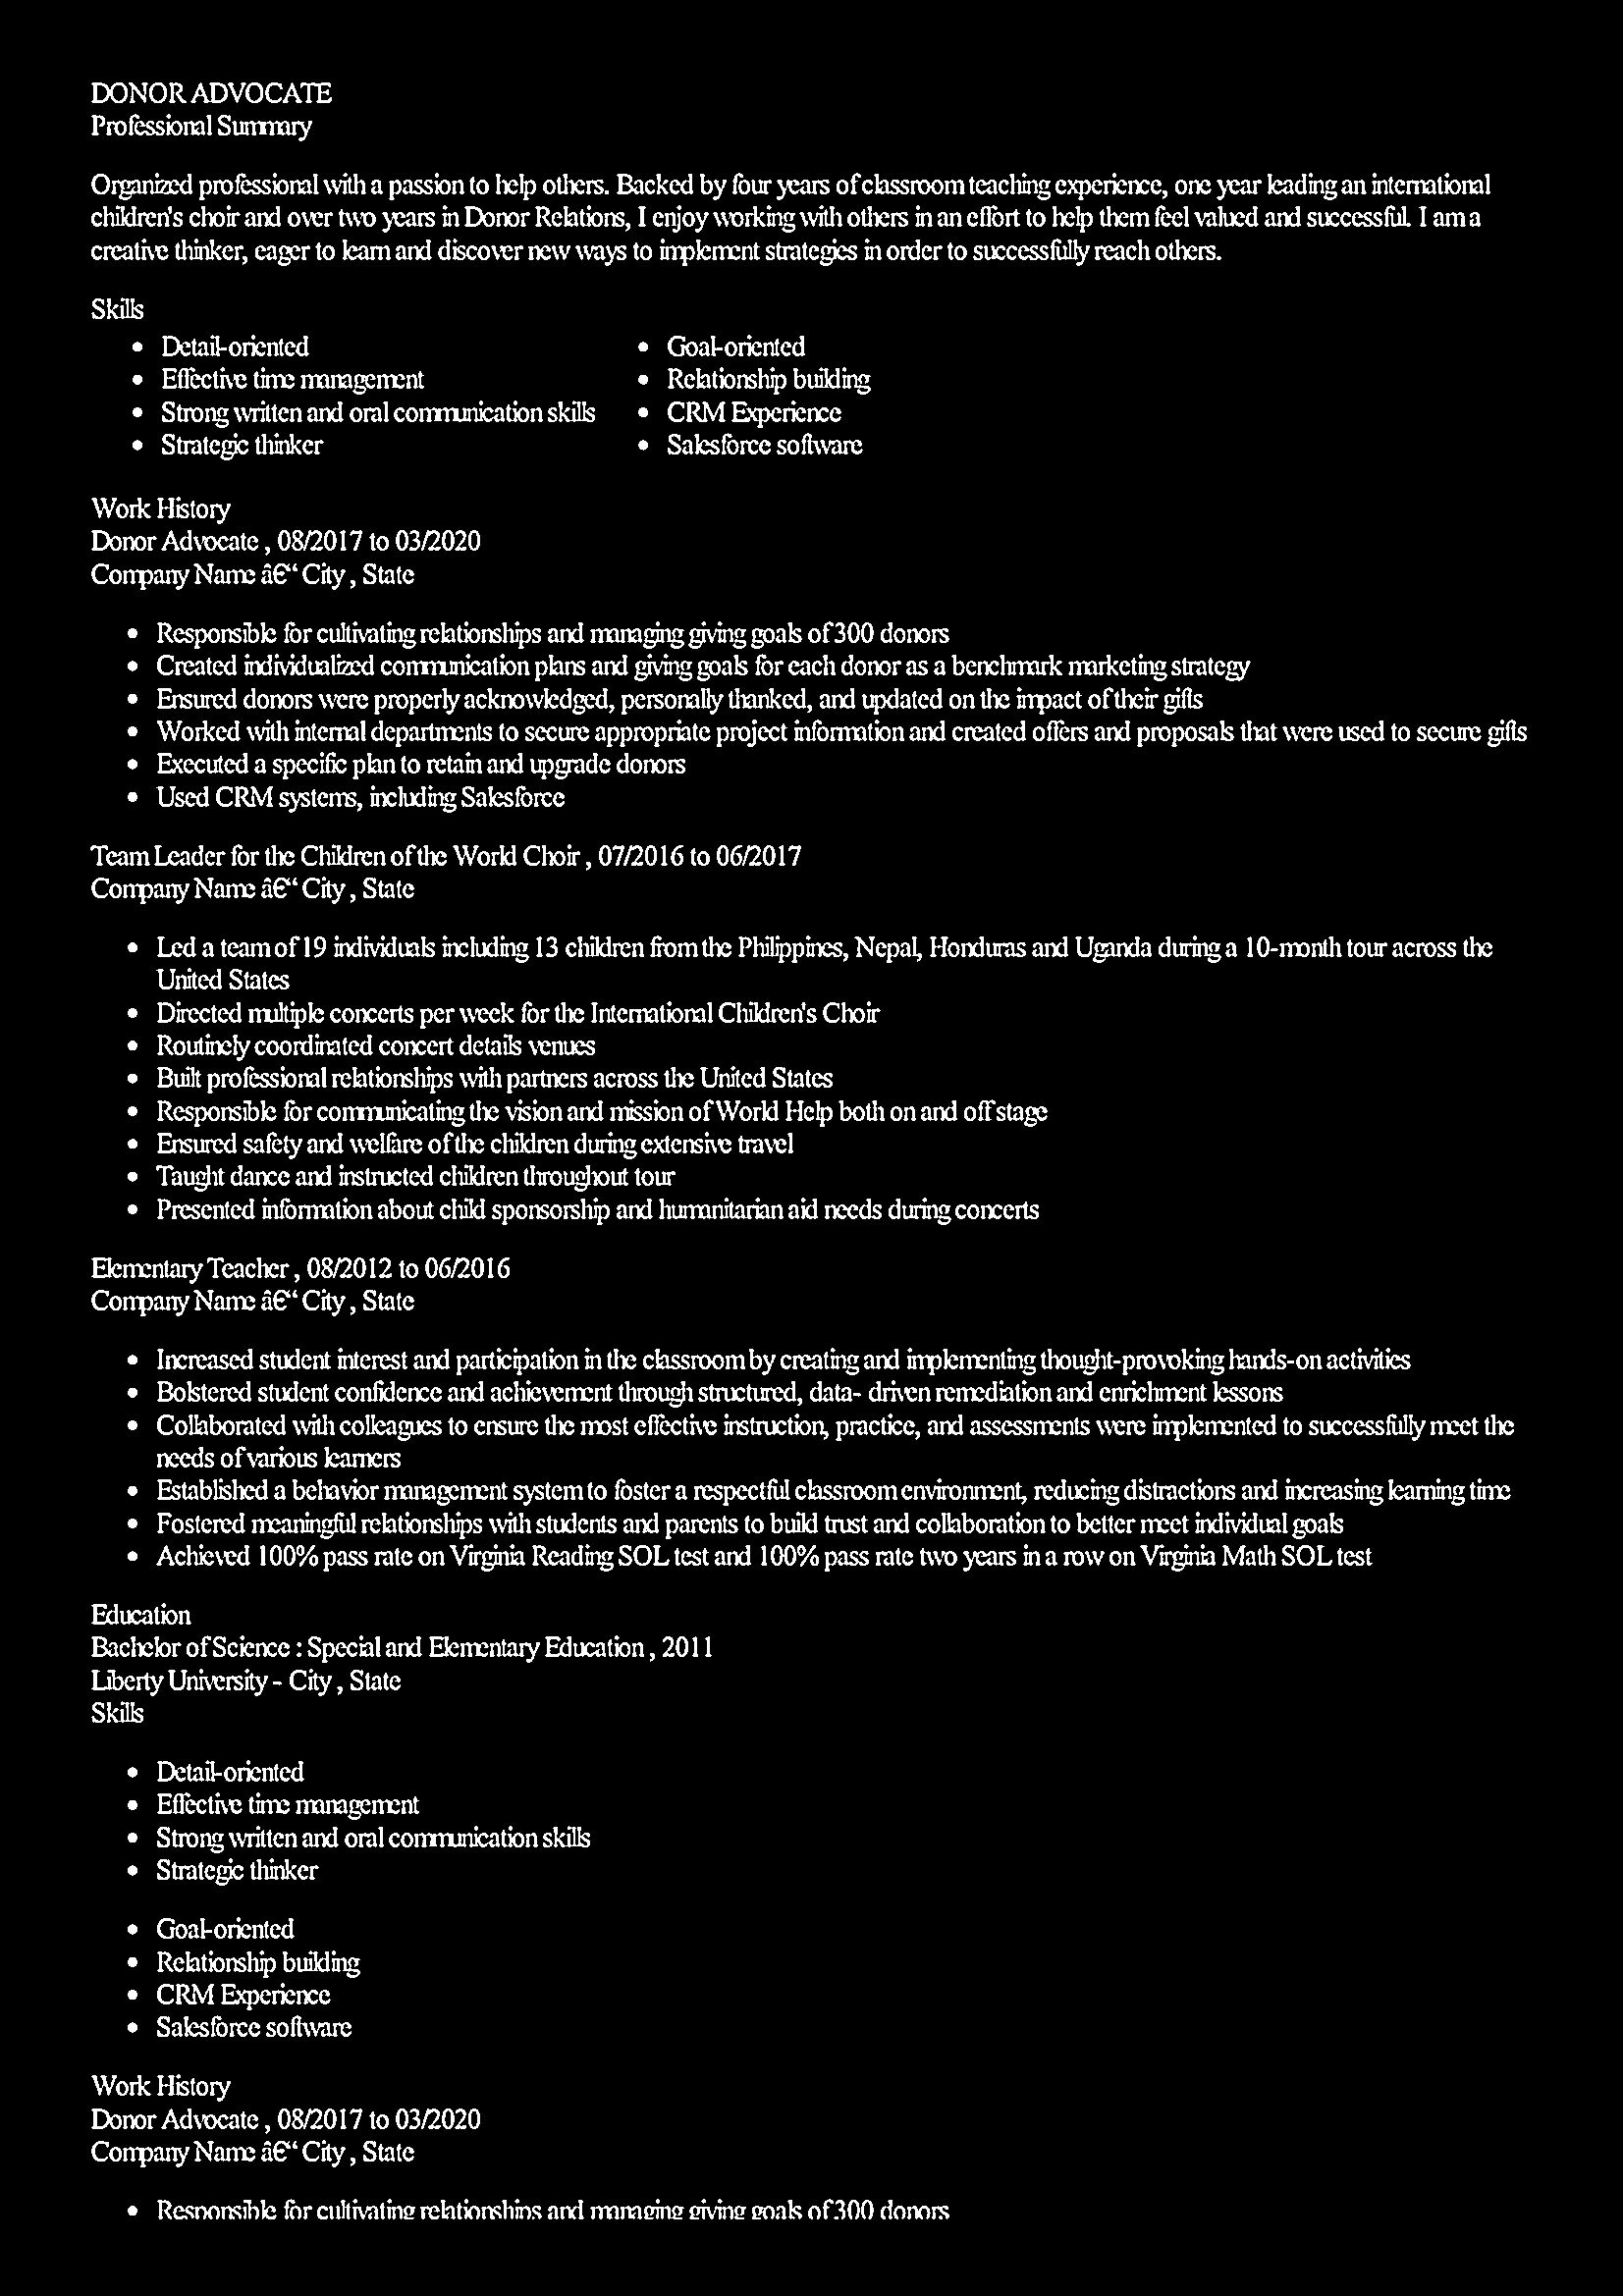 DONOR ADVOCATE
Professional Summary
Organized professional with a passion to help others. Backed by four years of classroom teaching experience, one year leading an international
children's choir and over two years in Donor Relations, I enjoy working with others in an effort to help them feel valued and successful. I am a
creative thinker, eager to learn and discover new ways to implement strategies in order to successfully reach others.
Skills
• Detail-oriented
• Effective time management
• Strong written and oral communication skills
• Strategic thinker
• Goal-oriented
• Relationship building
• CRM Experience
• Salesforce software
Work History
Donor Advocate , 08/2017 to 03/2020
Company Name â€“ City , State
• Responsible for cultivating relationships and managing giving goals of 300 donors
• Created individualized communication plans and giving goals for each donor as a benchmark marketing strategy
• Ensured donors were properly acknowledged, personally thanked, and updated on the impact of their gifts
• Worked with internal departments to secure appropriate project information and created offers and proposals that were used to secure gifts
• Executed a specific plan to retain and upgrade donors
• Used CRM systems, including Salesforce
Team Leader for the Children of the World Choir , 07/2016 to 06/2017
Company Name â€“ City , State
• Led a team of 19 individuals including 13 children from the Philippines, Nepal, Honduras and Uganda during a 10-month tour across the
United States
• Directed multiple concerts per week for the International Children's Choir
• Routinely coordinated concert details venues
• Built professional relationships with partners across the United States
• Responsible for communicating the vision and mission of World Help both on and off stage
• Ensured safety and welfare of the children during extensive travel
• Taught dance and instructed children throughout tour
• Presented information about child sponsorship and humanitarian aid needs during concerts
Elementary Teacher , 08/2012 to 06/2016
Company Name â€“ City , State
• Increased student interest and participation in the classroom by creating and implementing thought-provoking hands-on activities
• Bolstered student confidence and achievement through structured, data- driven remediation and enrichment lessons
• Collaborated with colleagues to ensure the most effective instruction, practice, and assessments were implemented to successfully meet the
needs of various learners
• Established a behavior management system to foster a respectful classroom environment, reducing distractions and increasing learning time
• Fostered meaningful relationships with students and parents to build trust and collaboration to better meet individual goals
• Achieved 100% pass rate on Virginia Reading SOL test and 100% pass rate two years in a row on Virginia Math SOL test
Education
Bachelor of Science : Special and Elementary Education , 2011
Liberty University - City , State
Skills
• Detail-oriented
• Effective time management
• Strong written and oral communication skills
• Strategic thinker
• Goal-oriented
• Relationship building
• CRM Experience
• Salesforce software
Work History
Donor Advocate , 08/2017 to 03/2020
Company Name â€“ City , State
• Responsible for cultivating relationships and managing giving goals of 300 donors